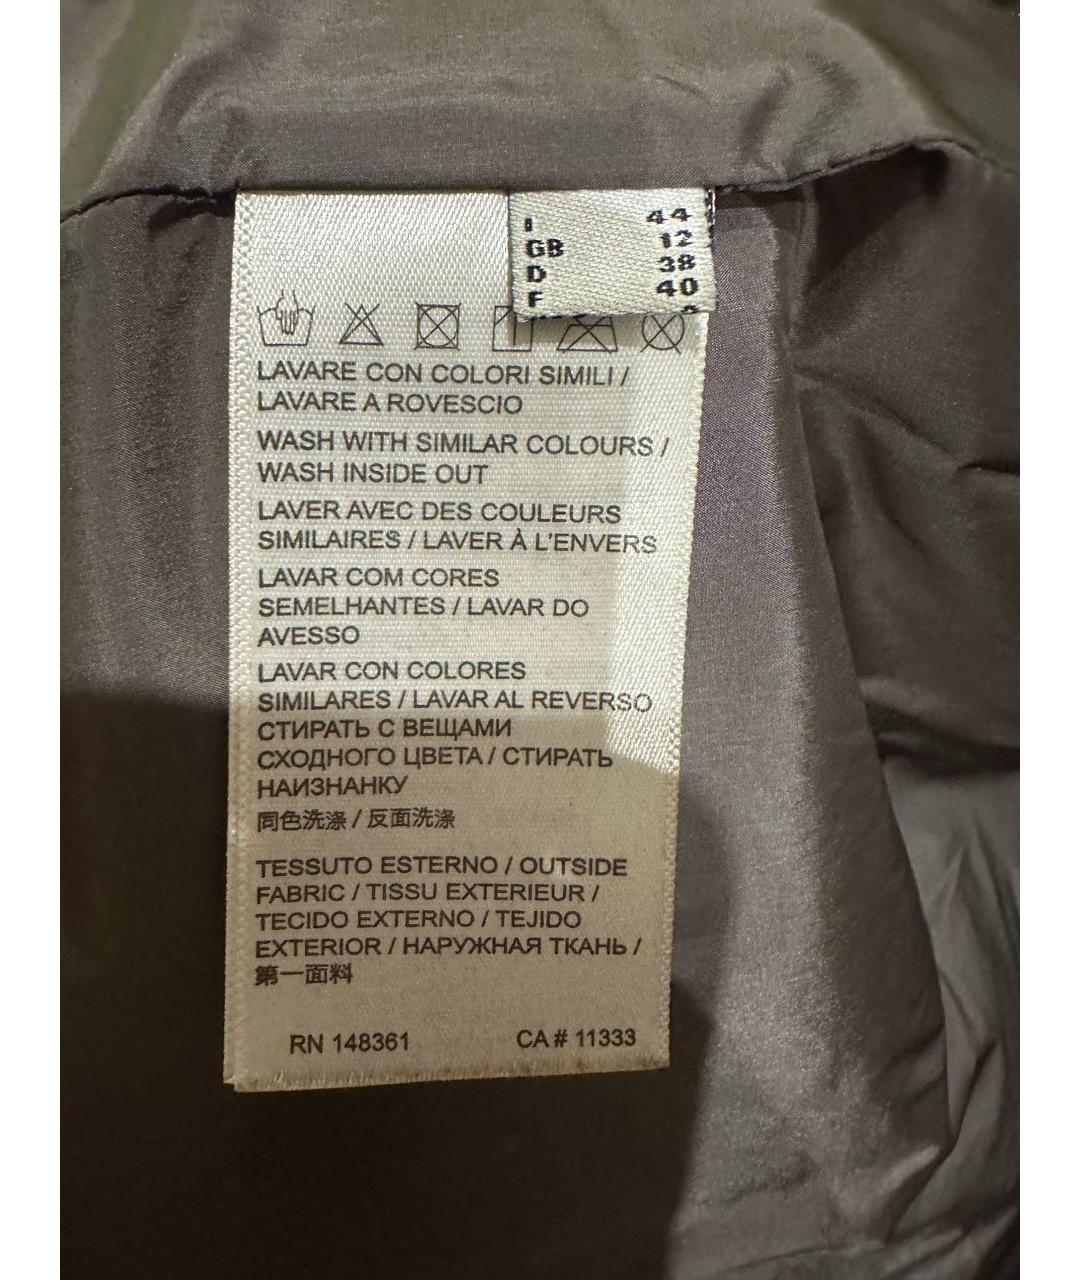 I 44
GB 12
D 38
F 40
LAVARE CON COLORI SIMILI /
LAVARE A ROVESCIO
WASH WITH SIMILAR COLOURS /
WASH INSIDE OUT
LAVER AVEC DES COULEURS
SIMILAIRES / LAVER À L'ENVERS
LAVAR COM CORES
SEMELHANTES / LAVAR DO
AVESSO
LAVAR CON COLORES
SIMILARES / LAVAR AL REVERSO
СТИРАТЬ С ВЕЩАМИ
СХОДНОГО ЦВЕТА / СТИРАТЬ
НАИЗНАНКУ
同色洗涤 / 反面洗涤
TESSUTO ESTERNO / OUTSIDE
FABRIC / TISSU EXTERIEUR /
TECIDO EXTERNO / TEJIDO
EXTERIOR / НАРУЖНАЯ ТКАНЬ /
第一面料
RN 148361 CA # 11333